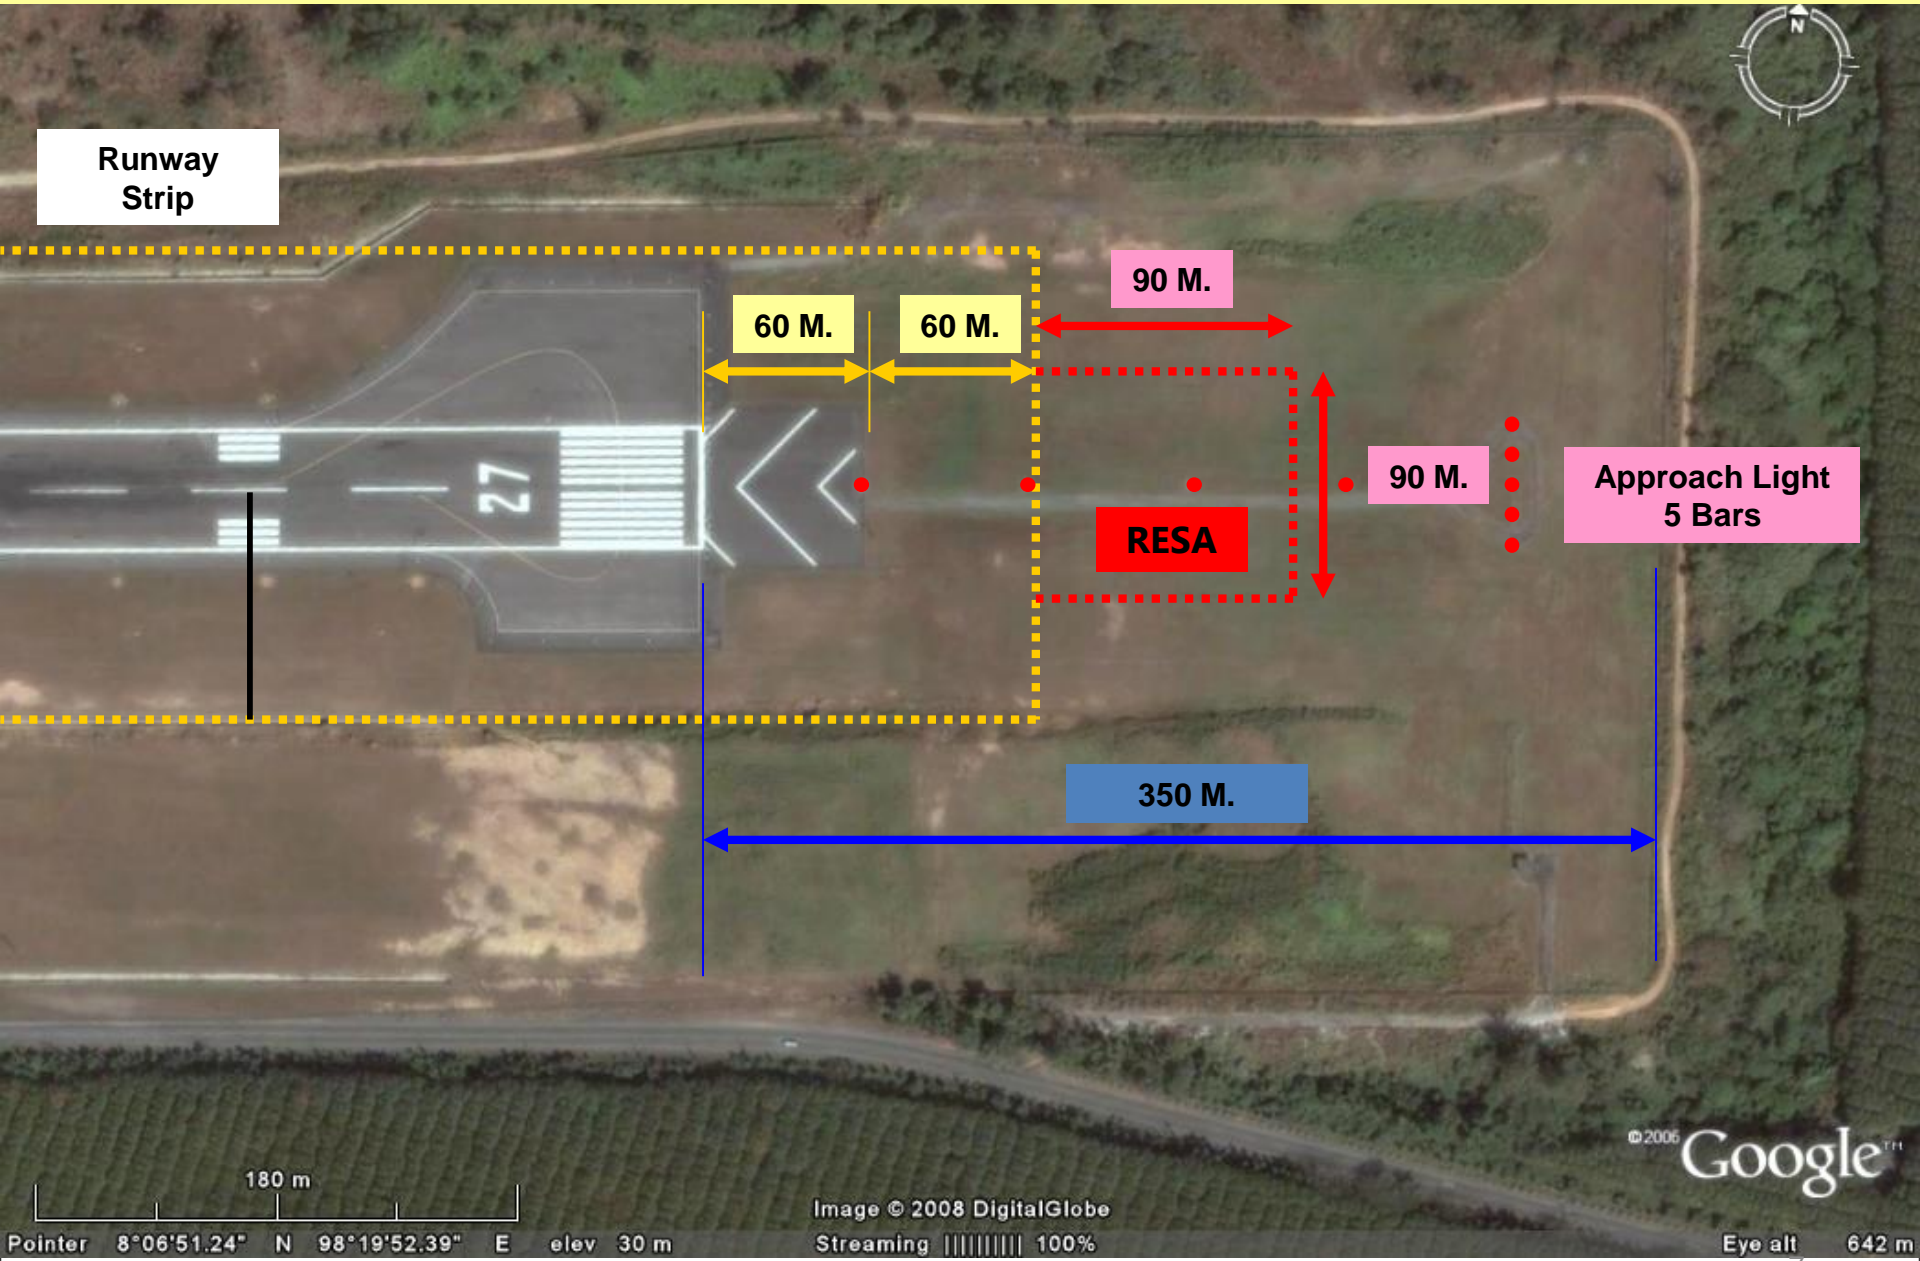 N
Runway
Strip
90 M.
60 M.
60 M.
90 M.
Approach Light
5 Bars
27
RESA
350 M.
©2006 Google™
180 m
Image © 2008 DigitalGlobe
Pointer 8°06'51.24" N 98°19'52.39" E elev 30 m
Streaming |||||||||| 100%
Eye alt 642 m